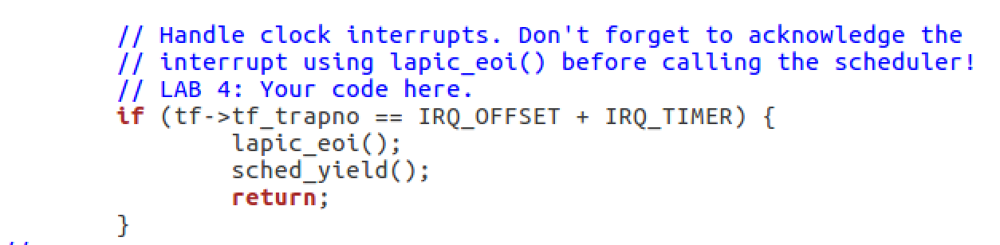 // Handle clock interrupts. Don't forget to acknowledge the
// interrupt using lapic_eoi() before calling the scheduler!
// LAB 4: Your code here.
if (tf->tf_trapno == IRQ_OFFSET + IRQ_TIMER) {
lapic_eoi();
sched_yield();
return;
}
//